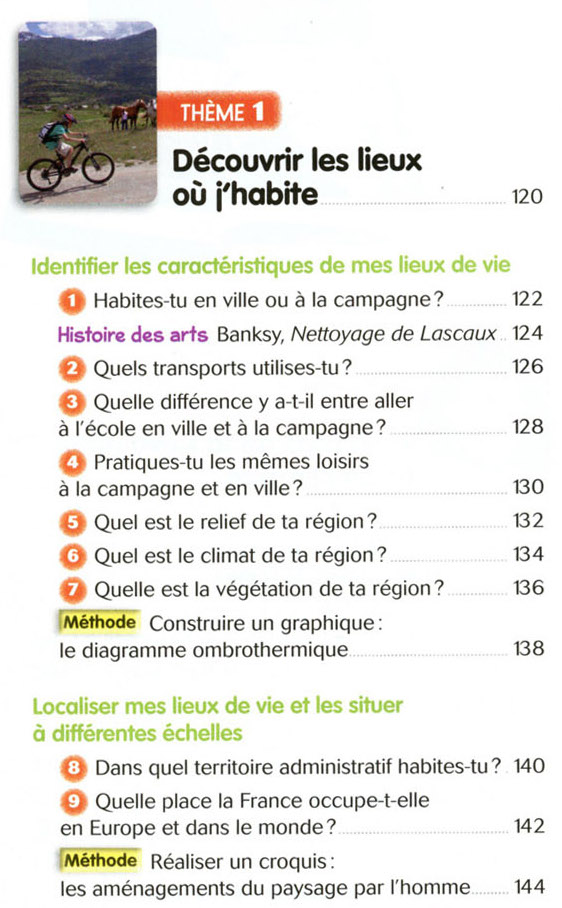 THÈME 1
Découvrir les lieux
où j'habite 120
Identifier les caractéristiques de mes lieux de vie
1 Habites-tu en ville ou à la campagne ? 122
Histoire des arts Banksy, Nettoyage de Lascaux 124
2 Quels transports utilises-tu ? 126
3 Quelle différence y a-t-il entre aller
à l'école en ville et à la campagne ? 128
4 Pratiques-tu les mêmes loisirs
à la campagne et en ville ? 130
5 Quel est le relief de ta région ? 132
6 Quel est le climat de ta région ? 134
7 Quelle est la végétation de ta région ? 136
Méthode Construire un graphique :
le diagramme ombrothermique 138
Localiser mes lieux de vie et les situer
à différentes échelles
8 Dans quel territoire administratif habites-tu ? 140
9 Quelle place la France occupe-t-elle
en Europe et dans le monde ? 142
Méthode Réaliser un croquis :
les aménagements du paysage par l'homme 144